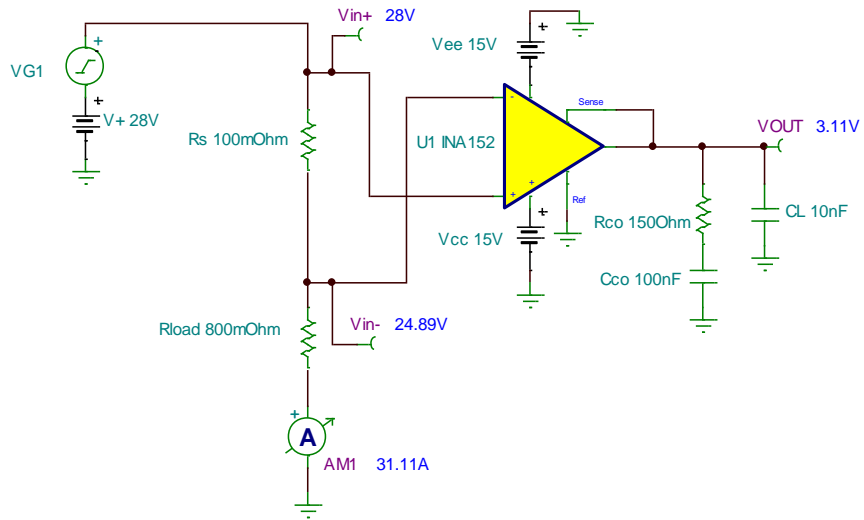 Vin+ 28V
Vee 15V
+
+
VG1
+
V+ 28V
Rs 100mOhm
-
Sense
U1 INA152
VOUT 3.11V
+
+
Ref
+
Vcc 15V
Rco 150Ohm
CL 10nF
Cco 100nF
Rload 800mOhm
Vin- 24.89V
+
A
AM1 31.11A